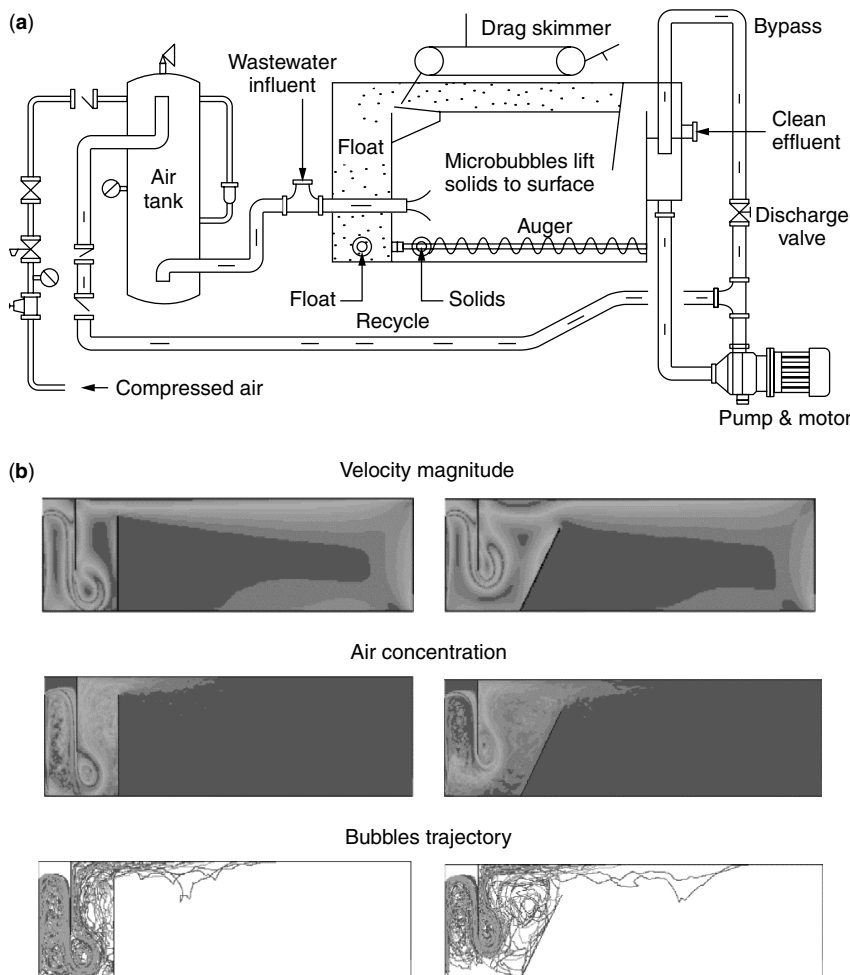 (a)
Drag skimmer
Bypass
Wastewater
influent
Clean
effluent
Float
Air
tank
Microbubbles lift
solids to surface
Auger
Discharge
valve
Float
Solids
Recycle
Compressed air
Pump & motor
(b)
Velocity magnitude
Air concentration
Bubbles trajectory